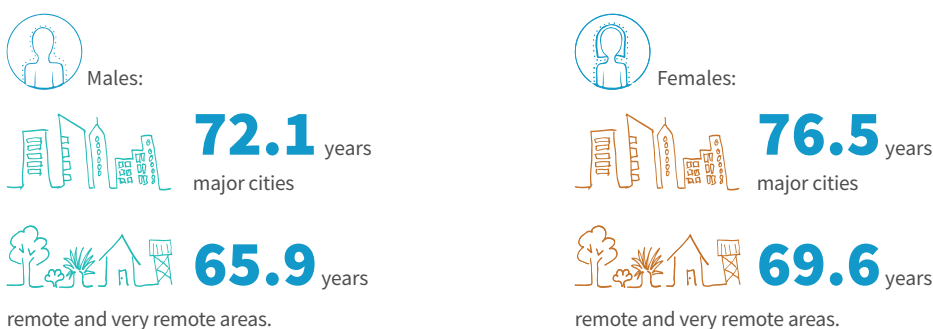 Males:
72.1 years
major cities
65.9 years
remote and very remote areas.
Females:
76.5 years
major cities
69.6 years
remote and very remote areas.